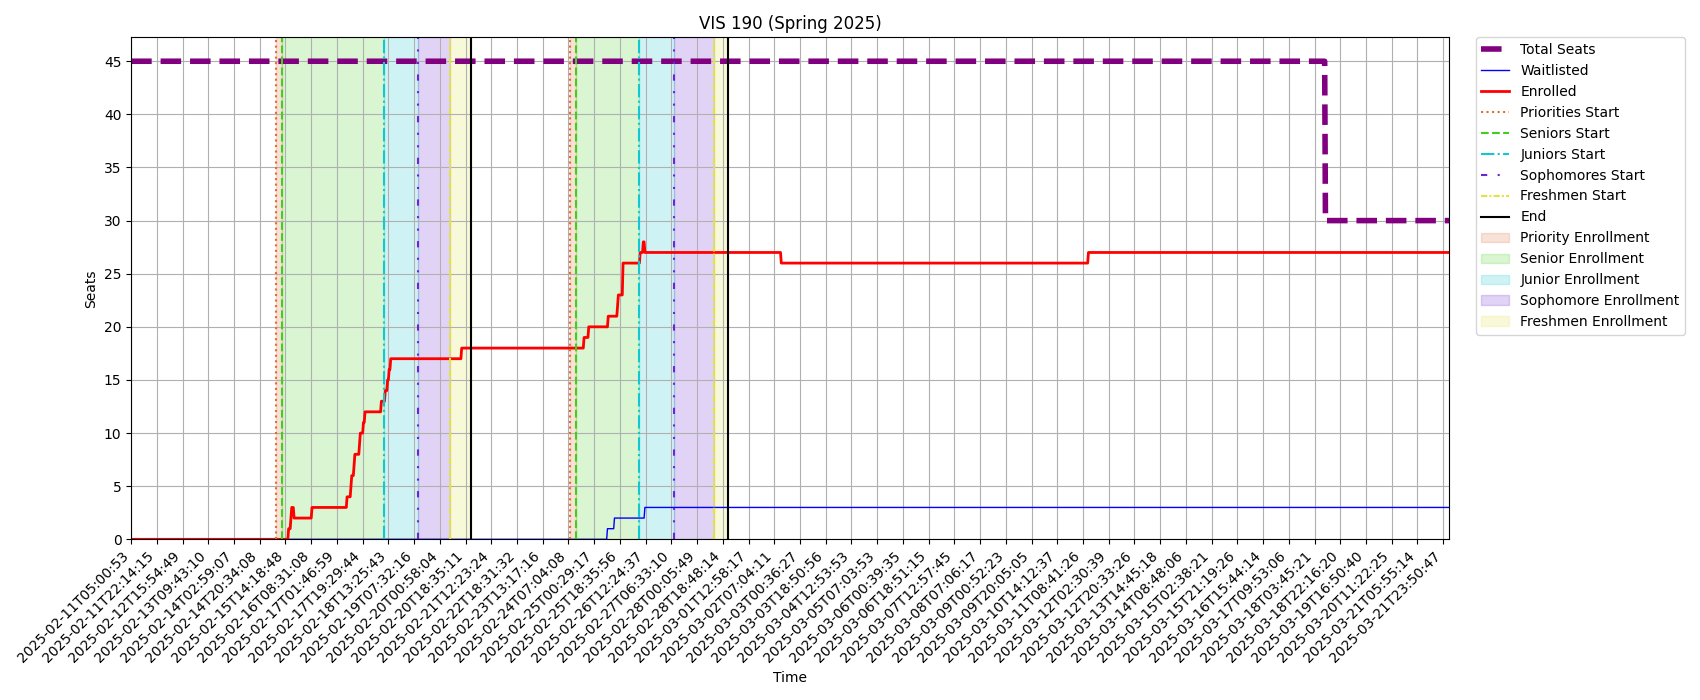 VIS 190 (Spring 2025)
Seats
45
40
35
30
25
20
15
10
5
0
2025-02-11T05:00:53
2025-02-11T22:14:15
2025-02-12T15:54:49
2025-02-13T09:43:10
2025-02-14T02:59:07
2025-02-14T20:34:08
2025-02-15T14:18:48
2025-02-16T08:31:08
2025-02-17T01:46:59
2025-02-17T19:29:44
2025-02-18T13:25:43
2025-02-19T07:32:16
2025-02-20T00:58:04
2025-02-20T18:35:11
2025-02-21T12:23:24
2025-02-22T18:31:32
2025-02-23T13:17:16
2025-02-24T07:04:08
2025-02-25T00:29:17
2025-02-25T18:35:56
2025-02-26T12:24:37
2025-02-27T06:33:10
2025-02-28T00:05:49
2025-02-28T18:48:14
2025-03-01T12:58:17
2025-03-02T07:04:11
2025-03-03T00:36:27
2025-03-03T18:50:56
2025-03-04T12:53:53
2025-03-05T07:03:53
2025-03-06T00:39:35
2025-03-06T18:51:15
2025-03-07T12:57:45
2025-03-08T07:06:17
2025-03-09T00:52:23
2025-03-09T20:05:05
2025-03-10T14:12:37
2025-03-11T08:41:26
2025-03-12T02:30:39
2025-03-12T20:33:26
2025-03-13T14:45:18
2025-03-14T08:48:06
2025-03-15T02:38:21
2025-03-15T21:19:26
2025-03-16T15:44:14
2025-03-17T09:53:06
2025-03-18T03:45:21
2025-03-18T22:16:20
2025-03-19T16:50:40
2025-03-20T11:22:25
2025-03-21T05:55:14
2025-03-21T23:50:47
Time
Total Seats
Waitlisted
Enrolled
Priorities Start
Seniors Start
Juniors Start
Sophomores Start
Freshmen Start
End
Priority Enrollment
Senior Enrollment
Junior Enrollment
Sophomore Enrollment
Freshmen Enrollment